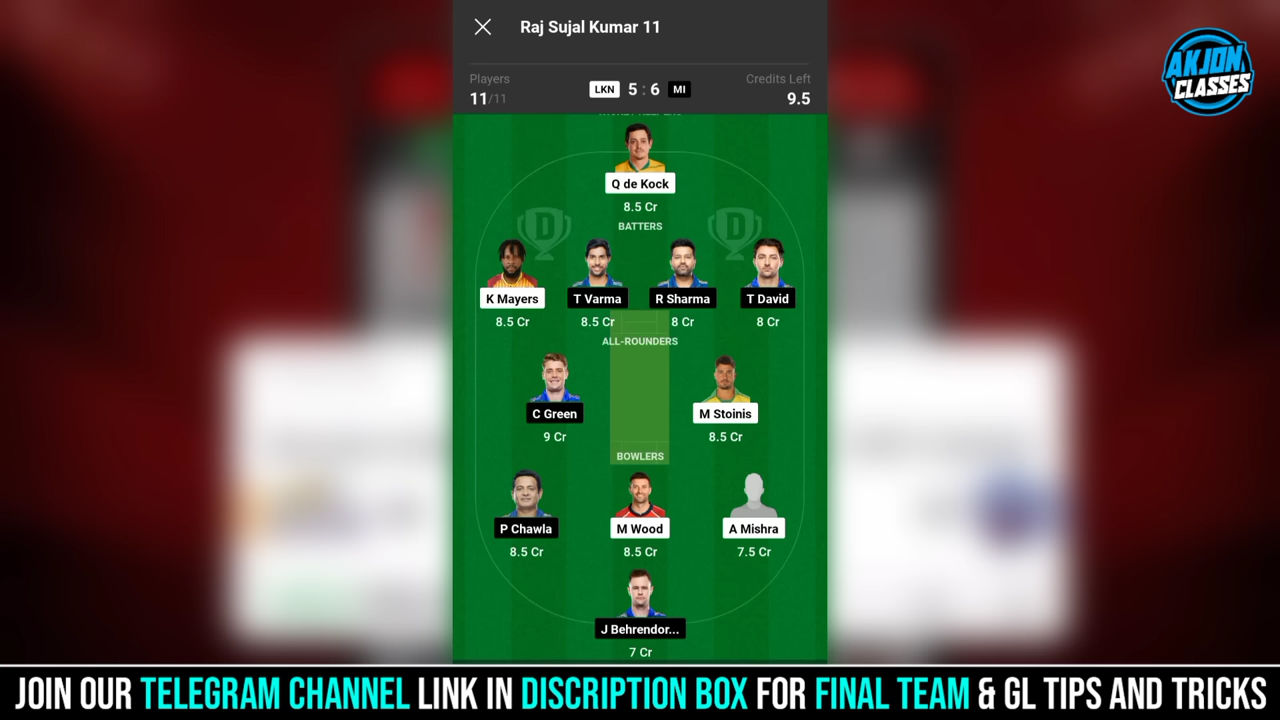 Raj Sujal Kumar 11
AKJON
CLASSES
Players
11/11
LKN 5 : 6 MI
Credits Left
9.5
Q de Kock
8.5 Cr
BATTERS
K Mayers T Varma R Sharma T David
8.5 Cr 8.5 Cr 8 Cr 8 Cr
ALL-ROUNDERS
C Green M Stoinis
9 Cr 8.5 Cr
BOWLERS
P Chawla M Wood A Mishra
8.5 Cr 8.5 Cr 7.5 Cr
J Behrendor...
7 Cr
JOIN OUR TELEGRAM CHANNEL LINK IN DISCRIPTION BOX FOR FINAL TEAM & GL TIPS AND TRICKS